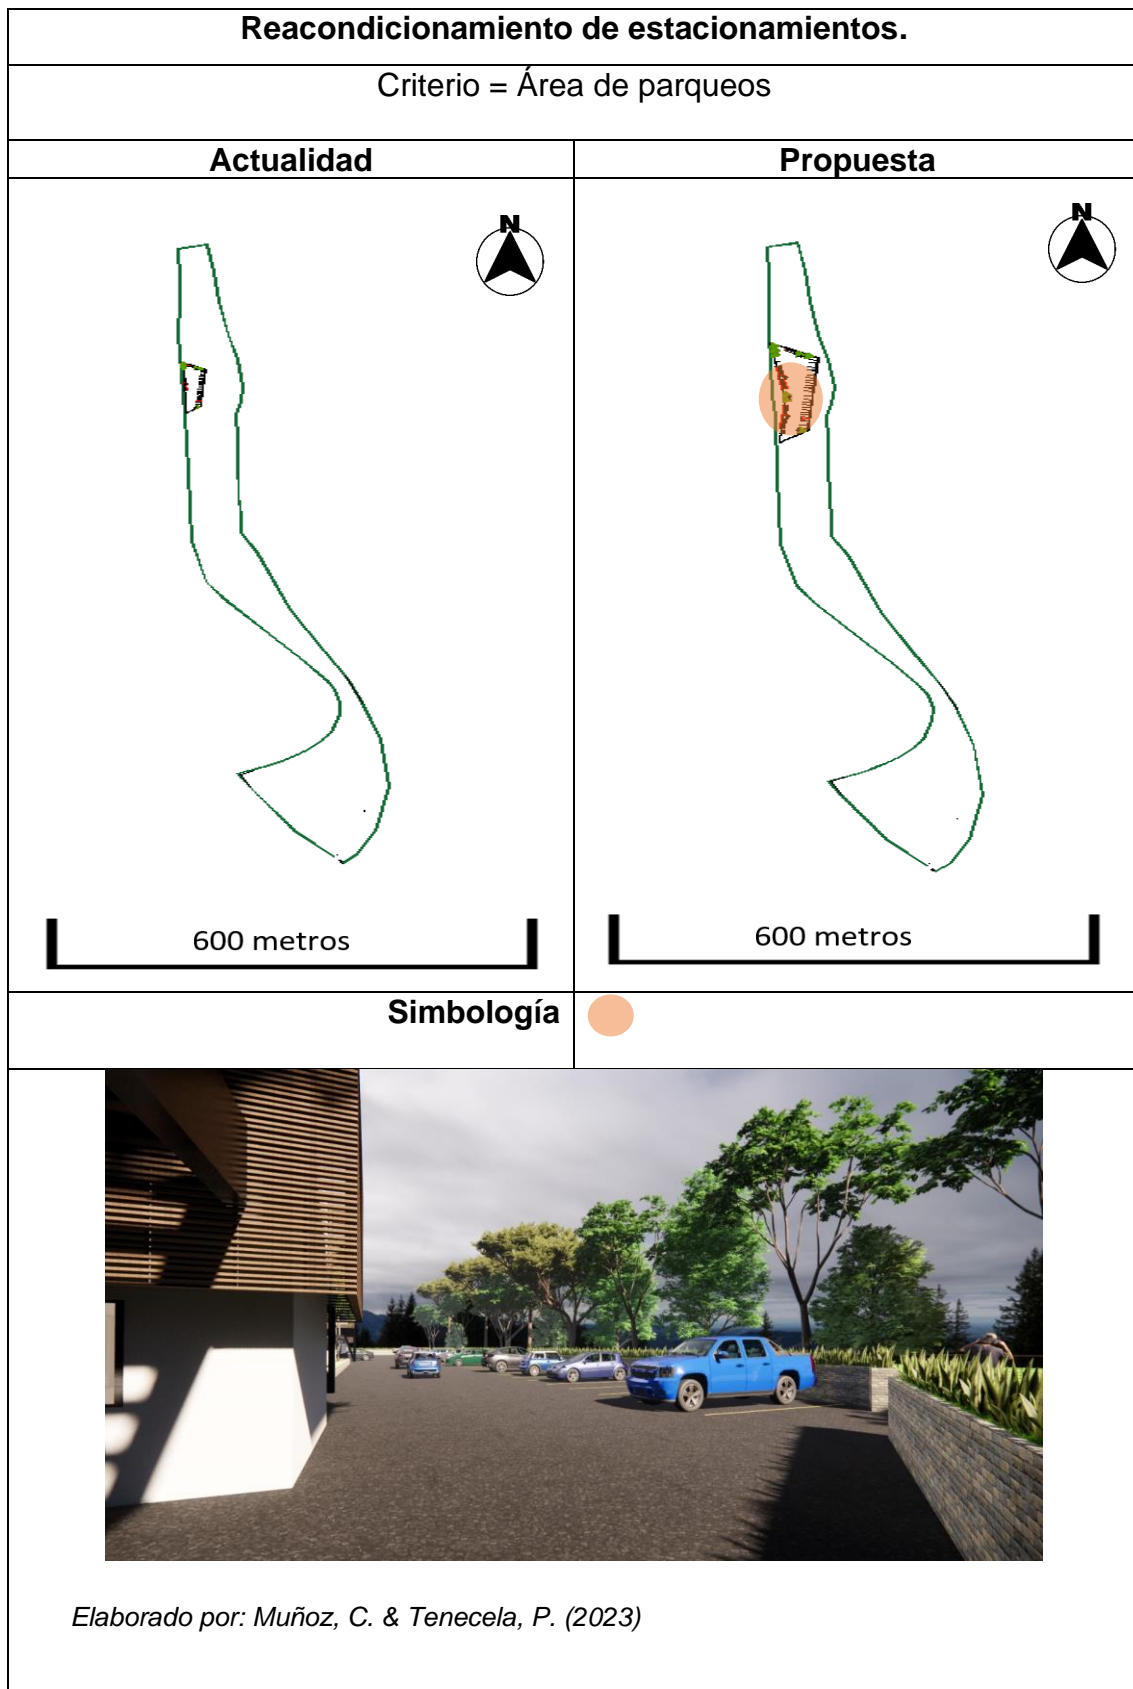 Reacondicionamiento de estacionamientos.
Criterio = Área de parqueos
Actualidad
Propuesta
N
N
600 metros
600 metros
Simbología
Elaborado por: Muñoz, C. & Tenecela, P. (2023)